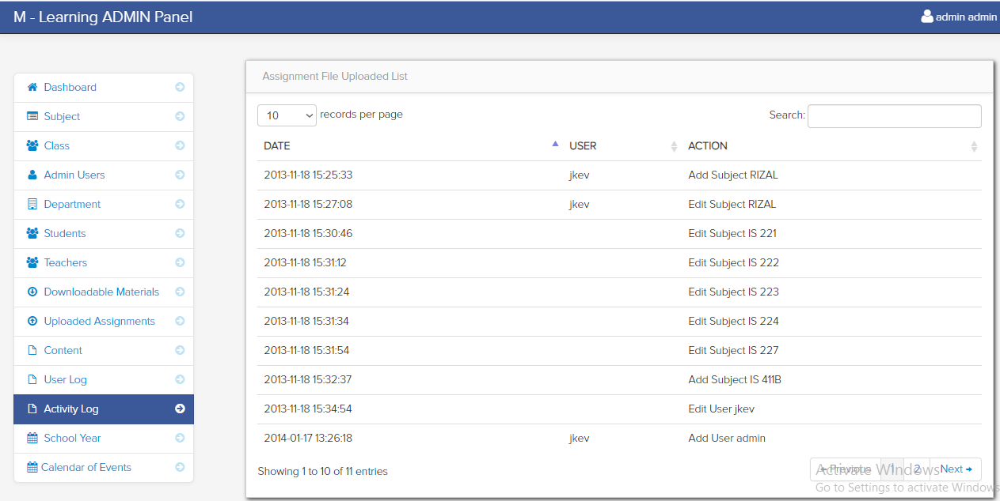 M - Learning ADMIN Panel
admin admin
Dashboard
Subject
Class
Admin Users
Department
Students
Teachers
Downloadable Materials
Uploaded Assignments
Content
User Log
Activity Log
School Year
Calendar of Events
Assignment File Uploaded List
10 records per page Search:
DATE USER ACTION
2013-11-18 15:25:33 jkev Add Subject RIZAL
2013-11-18 15:27:08 jkev Edit Subject RIZAL
2013-11-18 15:30:46 Edit Subject IS 221
2013-11-18 15:31:12 Edit Subject IS 222
2013-11-18 15:31:24 Edit Subject IS 223
2013-11-18 15:31:34 Edit Subject IS 224
2013-11-18 15:31:54 Edit Subject IS 227
2013-11-18 15:32:37 Add Subject IS 411B
2013-11-18 15:34:54 Edit User jkev
2014-01-17 13:26:18 jkev Add User admin
Showing 1 to 10 of 11 entries
← Previous 1 2 Next →
Activate Windows
Go to Settings to activate Windows